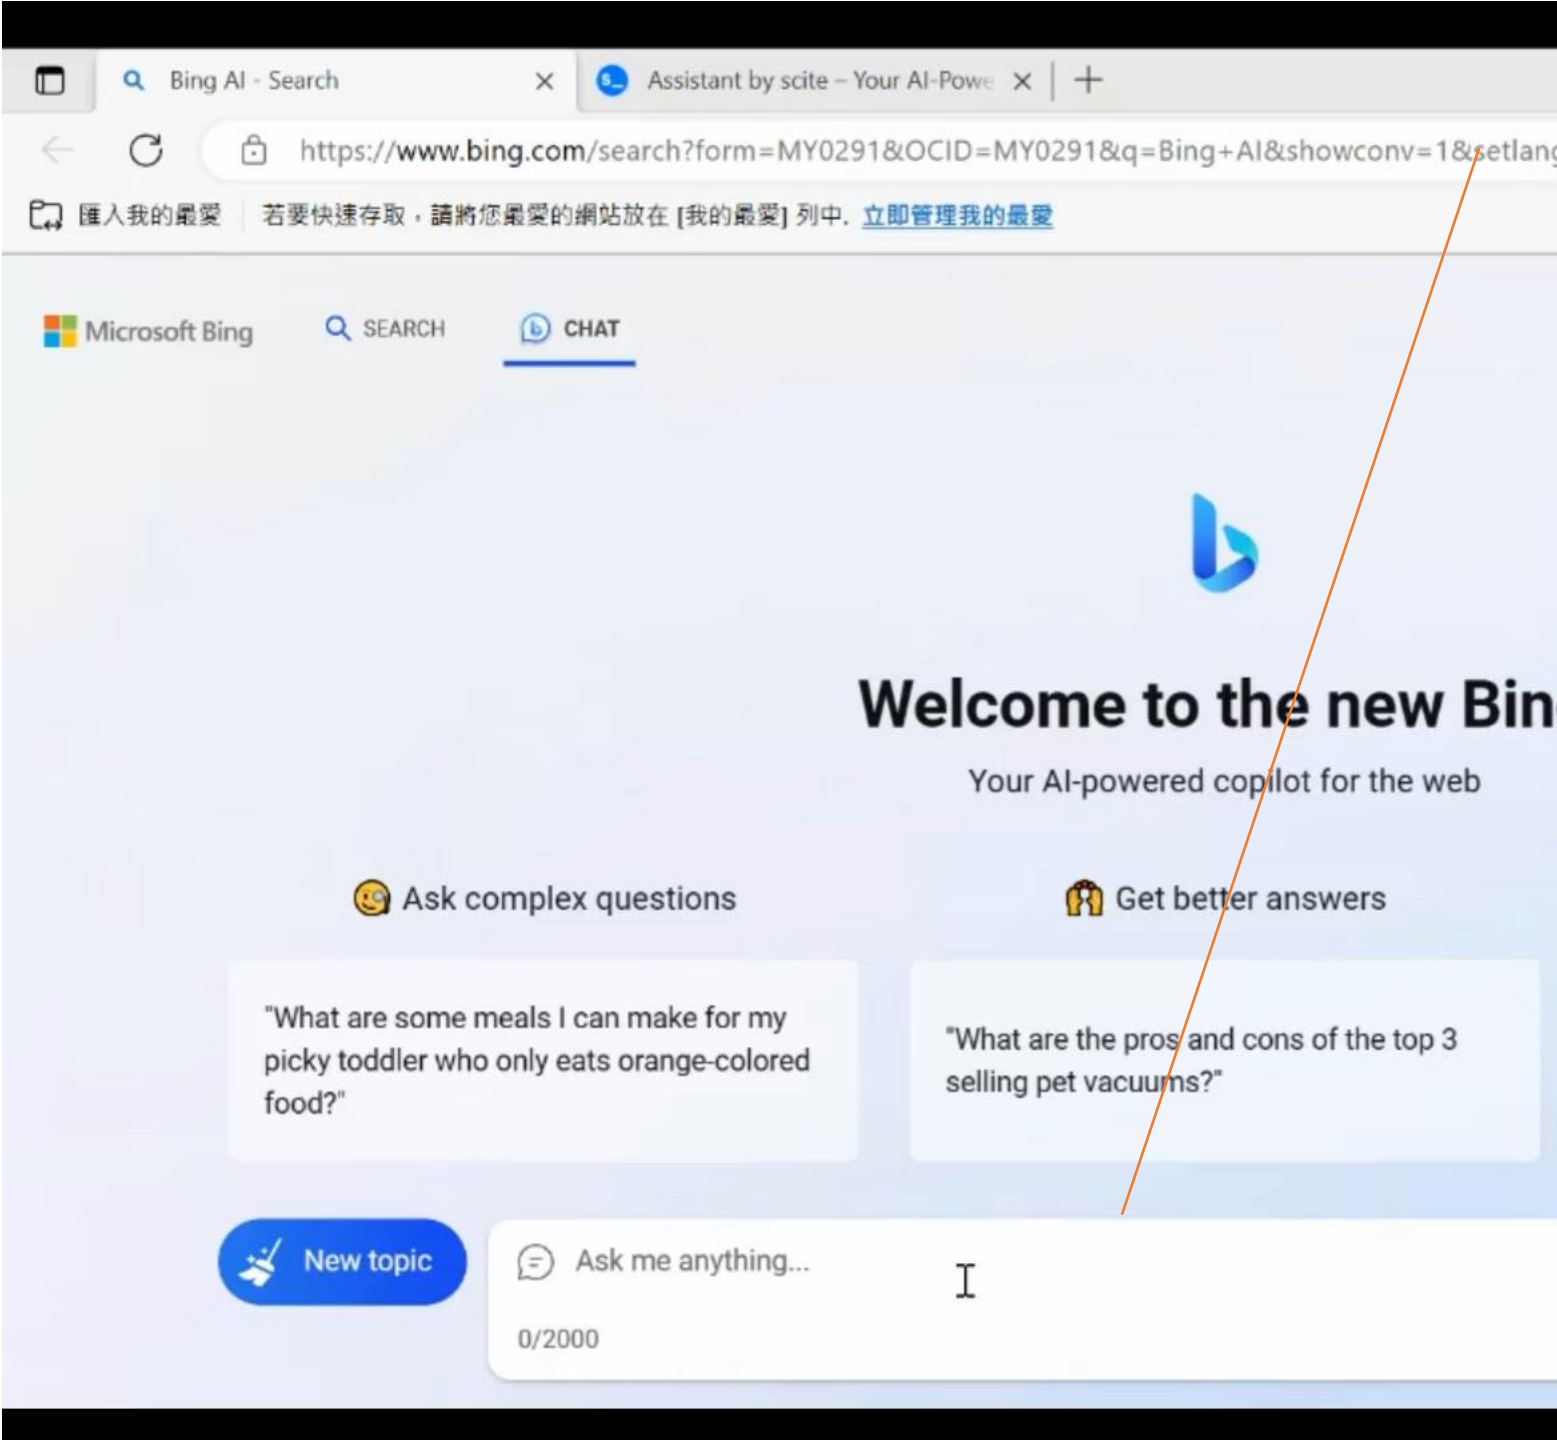 Bing AI - Search
Assistant by scite – Your AI-Powe
https://www.bing.com/search?form=MY0291&OCID=MY0291&q=Bing+AI&showconv=1&setlang
匯入我的最愛
若要快速存取，請將您最愛的網站放在 [我的最愛] 列中. 立即管理我的最愛
Microsoft Bing
SEARCH
CHAT
Welcome to the new Bin
Your AI-powered copilot for the web
Ask complex questions
Get better answers
"What are some meals I can make for my
picky toddler who only eats orange-colored
food?"
"What are the pros and cons of the top 3
selling pet vacuums?"
New topic
Ask me anything...
0/2000